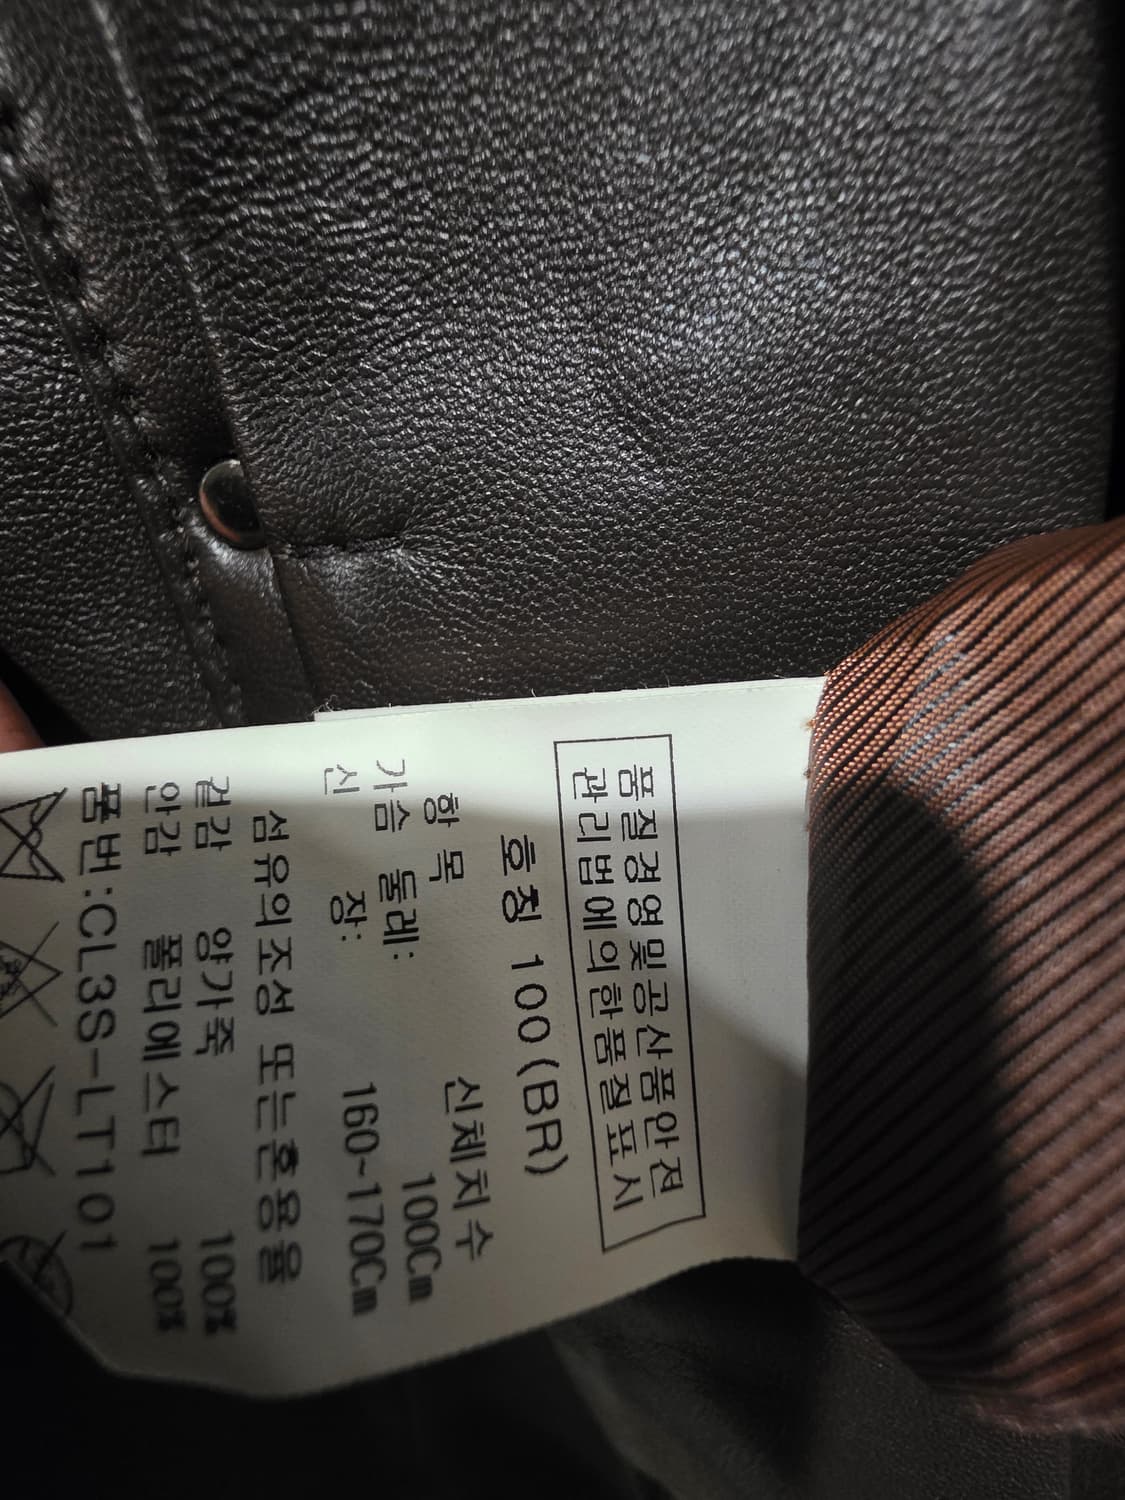 품질경영및공산품안전
관리법에의한품질표시
호칭 100(BR)
항 목 신체치수
가슴 둘레: 100Cm
신 장: 160~170Cm
섬유의조성 또는혼용율
겉감 양가죽 100%
안감 폴리에스터 100%
품번:CL3S-LT101